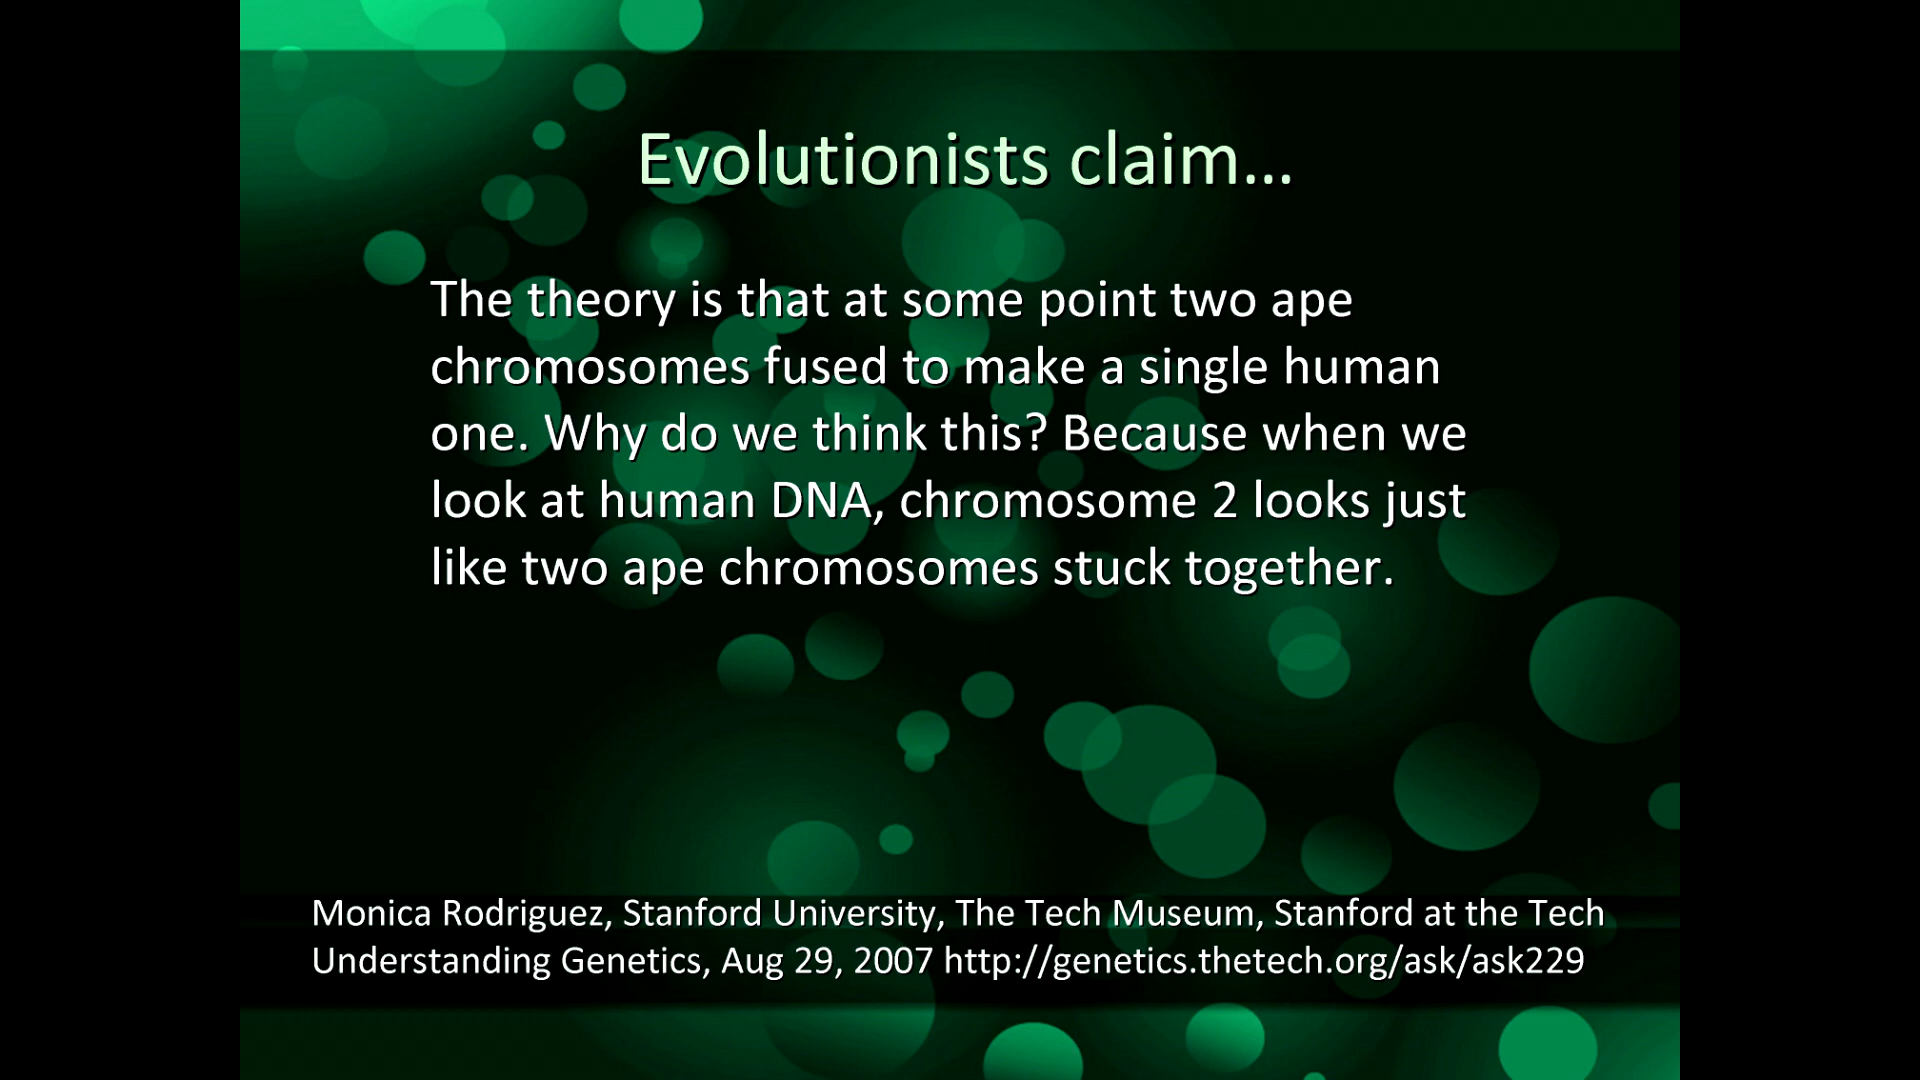 Evolutionists claim…
The theory is that at some point two ape
chromosomes fused to make a single human
one. Why do we think this? Because when we
look at human DNA, chromosome 2 looks just
like two ape chromosomes stuck together.
Monica Rodriguez, Stanford University, The Tech Museum, Stanford at the Tech
Understanding Genetics, Aug 29, 2007 http://genetics.thetech.org/ask/ask229